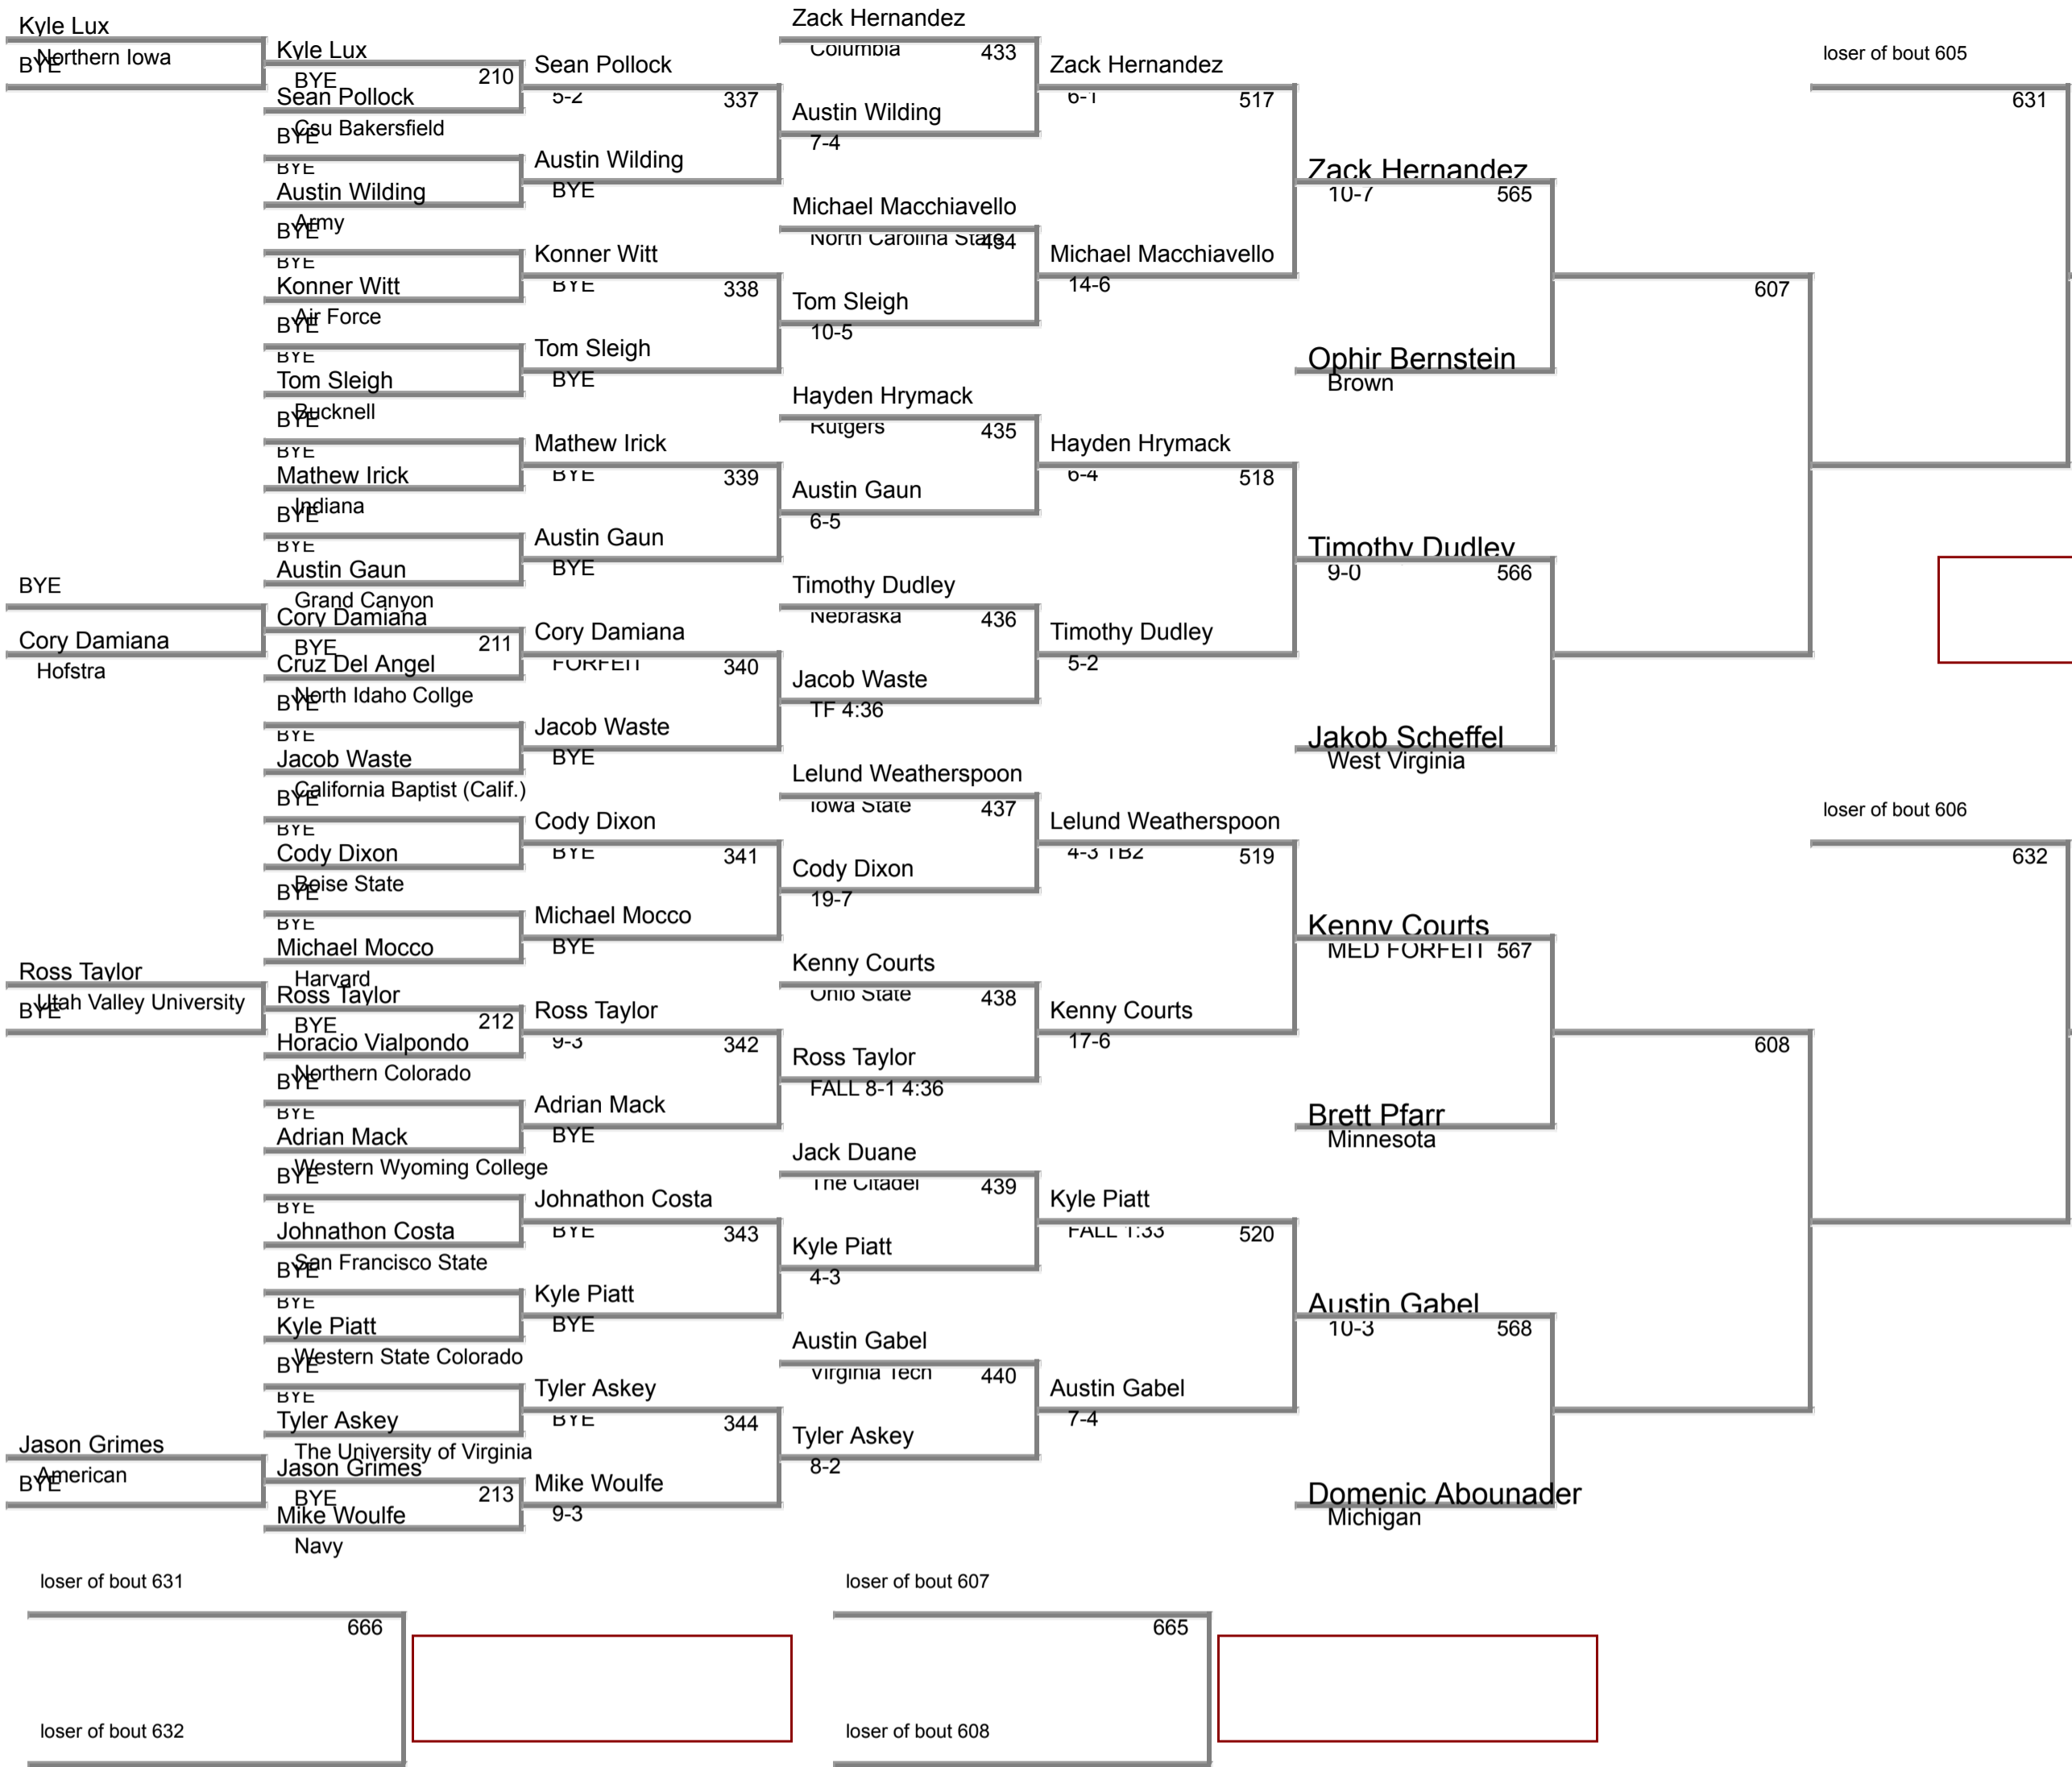 Kyle Lux
Northern Iowa
BYE
BYE
Cory Damiana
Hofstra
Ross Taylor
Utah Valley University
BYE
Jason Grimes
American
BYE
Kyle Lux
BYE
210
Sean Pollock
Csu Bakersfield
BYE
BYE
Austin Wilding
Army
BYE
BYE
Konner Witt
Air Force
BYE
BYE
Tom Sleigh
Bucknell
BYE
BYE
Mathew Irick
Indiana
BYE
BYE
Austin Gaun
Grand Canyon
Cory Damiana
BYE
211
Cruz Del Angel
North Idaho Collge
BYE
BYE
Jacob Waste
California Baptist (Calif.)
BYE
BYE
Cody Dixon
Boise State
BYE
BYE
Michael Mocco
Harvard
Ross Taylor
BYE
212
Horacio Vialpondo
Northern Colorado
BYE
BYE
Adrian Mack
Western Wyoming College
BYE
BYE
Johnathon Costa
San Francisco State
BYE
BYE
Kyle Piatt
Western State Colorado
BYE
BYE
Tyler Askey
The University of Virginia
Jason Grimes
BYE
213
Mike Woulfe
Navy
Sean Pollock
5-2
337
Austin Wilding
BYE
Konner Witt
BYE
338
Tom Sleigh
BYE
Mathew Irick
BYE
339
Austin Gaun
BYE
Cory Damiana
FORFEIT
340
Jacob Waste
BYE
Cody Dixon
BYE
341
Michael Mocco
BYE
Ross Taylor
9-3
342
Adrian Mack
BYE
Johnathon Costa
BYE
343
Kyle Piatt
BYE
Tyler Askey
BYE
344
Mike Woulfe
9-3
Zack Hernandez
Columbia
433
Austin Wilding
7-4
Michael Macchiavello
North Carolina State
434
Tom Sleigh
10-5
Hayden Hrymack
Rutgers
435
Austin Gaun
6-5
Timothy Dudley
Nebraska
436
Jacob Waste
TF 4:36
Lelund Weatherspoon
Iowa State
437
Cody Dixon
19-7
Kenny Courts
Ohio State
438
Ross Taylor
FALL 8-1 4:36
Jack Duane
The Citadel
439
Kyle Piatt
4-3
Austin Gabel
Virginia Tech
440
Tyler Askey
8-2
Zack Hernandez
6-1
517
Michael Macchiavello
14-6
Hayden Hrymack
6-4
518
Timothy Dudley
5-2
Lelund Weatherspoon
4-3 TB2
519
Kenny Courts
17-6
Kyle Piatt
FALL 1:33
520
Austin Gabel
7-4
Zack Hernandez
10-7
565
Ophir Bernstein
Brown
Timothy Dudley
9-0
566
Jakob Scheffel
West Virginia
Kenny Courts
MED FORFEIT
567
Brett Pfarr
Minnesota
Austin Gabel
10-3
568
Domenic Abounader
Michigan
607
608
loser of bout 605
631
loser of bout 606
632
loser of bout 631
666
loser of bout 632
loser of bout 607
665
loser of bout 608